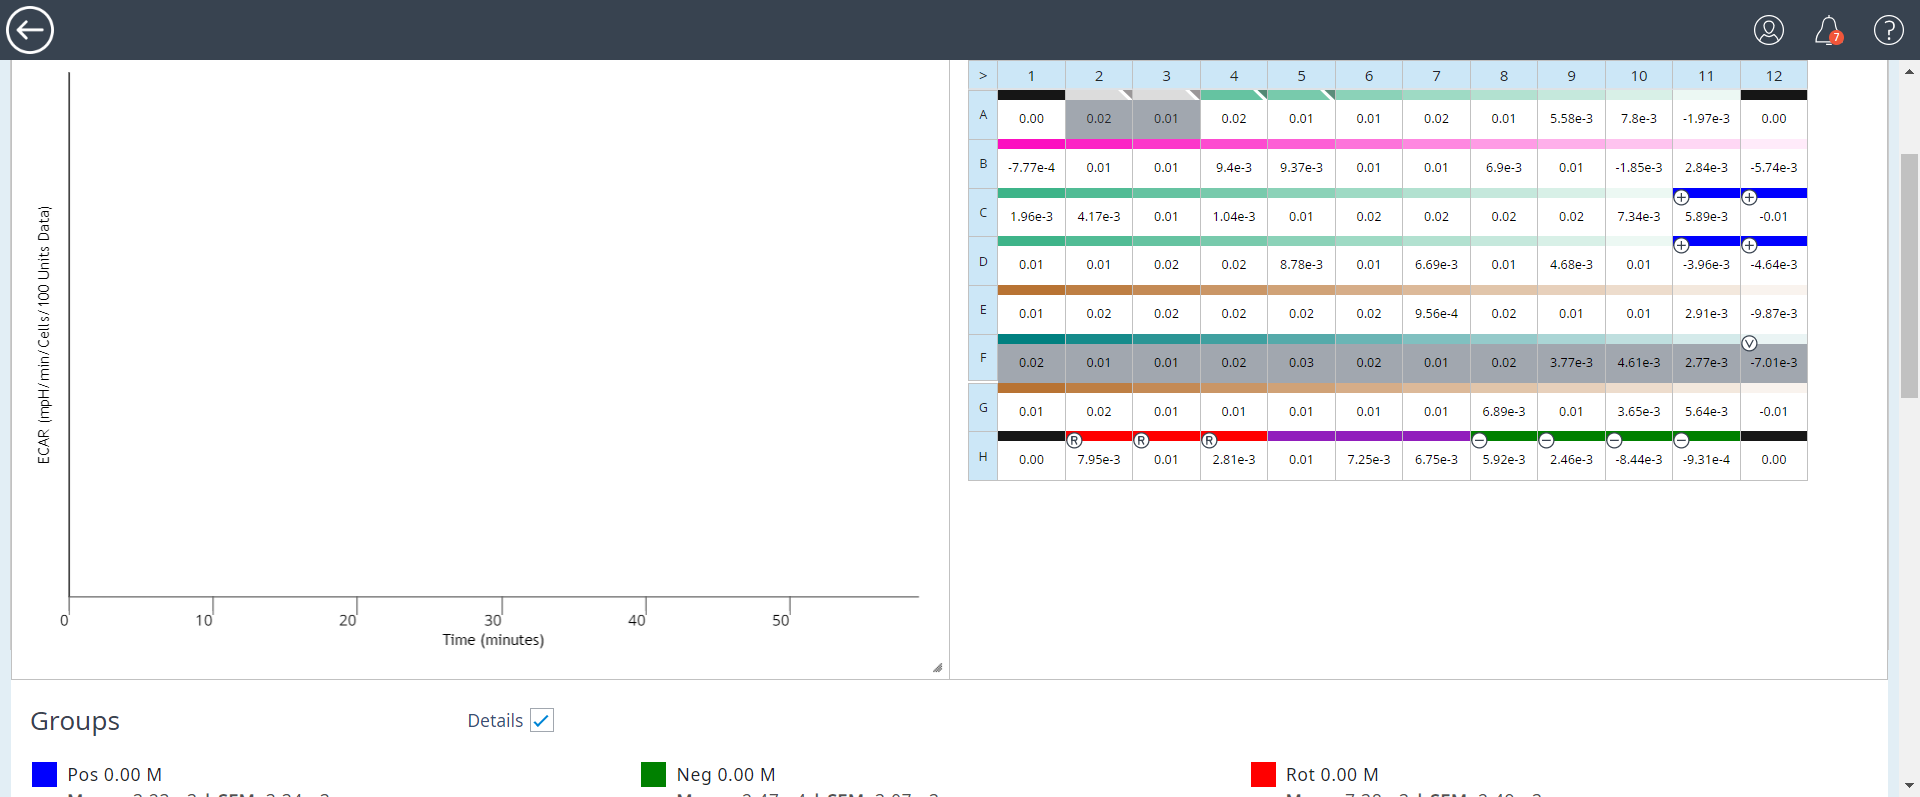 7
?
ECAR (mpH/min/Cells/100 Units Data)
0 10 20 30 40 50
Time (minutes)
> 1 2 3 4 5 6 7 8 9 10 11 12
A 0.00 0.02 0.01 0.02 0.01 0.01 0.02 0.01 5.58e-3 7.8e-3 -1.97e-3 0.00
B -7.77e-4 0.01 0.01 9.4e-3 9.37e-3 0.01 0.01 6.9e-3 0.01 -1.85e-3 2.84e-3 -5.74e-3
+ +
C 1.96e-3 4.17e-3 0.01 1.04e-3 0.01 0.02 0.02 0.02 0.02 7.34e-3 5.89e-3 -0.01
+ +
D 0.01 0.01 0.02 0.02 8.78e-3 0.01 6.69e-3 0.01 4.68e-3 0.01 -3.96e-3 -4.64e-3
E 0.01 0.02 0.02 0.02 0.02 0.02 9.56e-4 0.02 0.01 0.01 2.91e-3 -9.87e-3
V
F 0.02 0.01 0.01 0.02 0.03 0.02 0.01 0.02 3.77e-3 4.61e-3 2.77e-3 -7.01e-3
G 0.01 0.02 0.01 0.01 0.01 0.01 0.01 6.89e-3 0.01 3.65e-3 5.64e-3 -0.01
R R R − − − −
H 0.00 7.95e-3 0.01 2.81e-3 0.01 7.25e-3 6.75e-3 5.92e-3 2.46e-3 -8.44e-3 -9.31e-4 0.00
Groups
Details
Pos 0.00 M
Neg 0.00 M
Rot 0.00 M